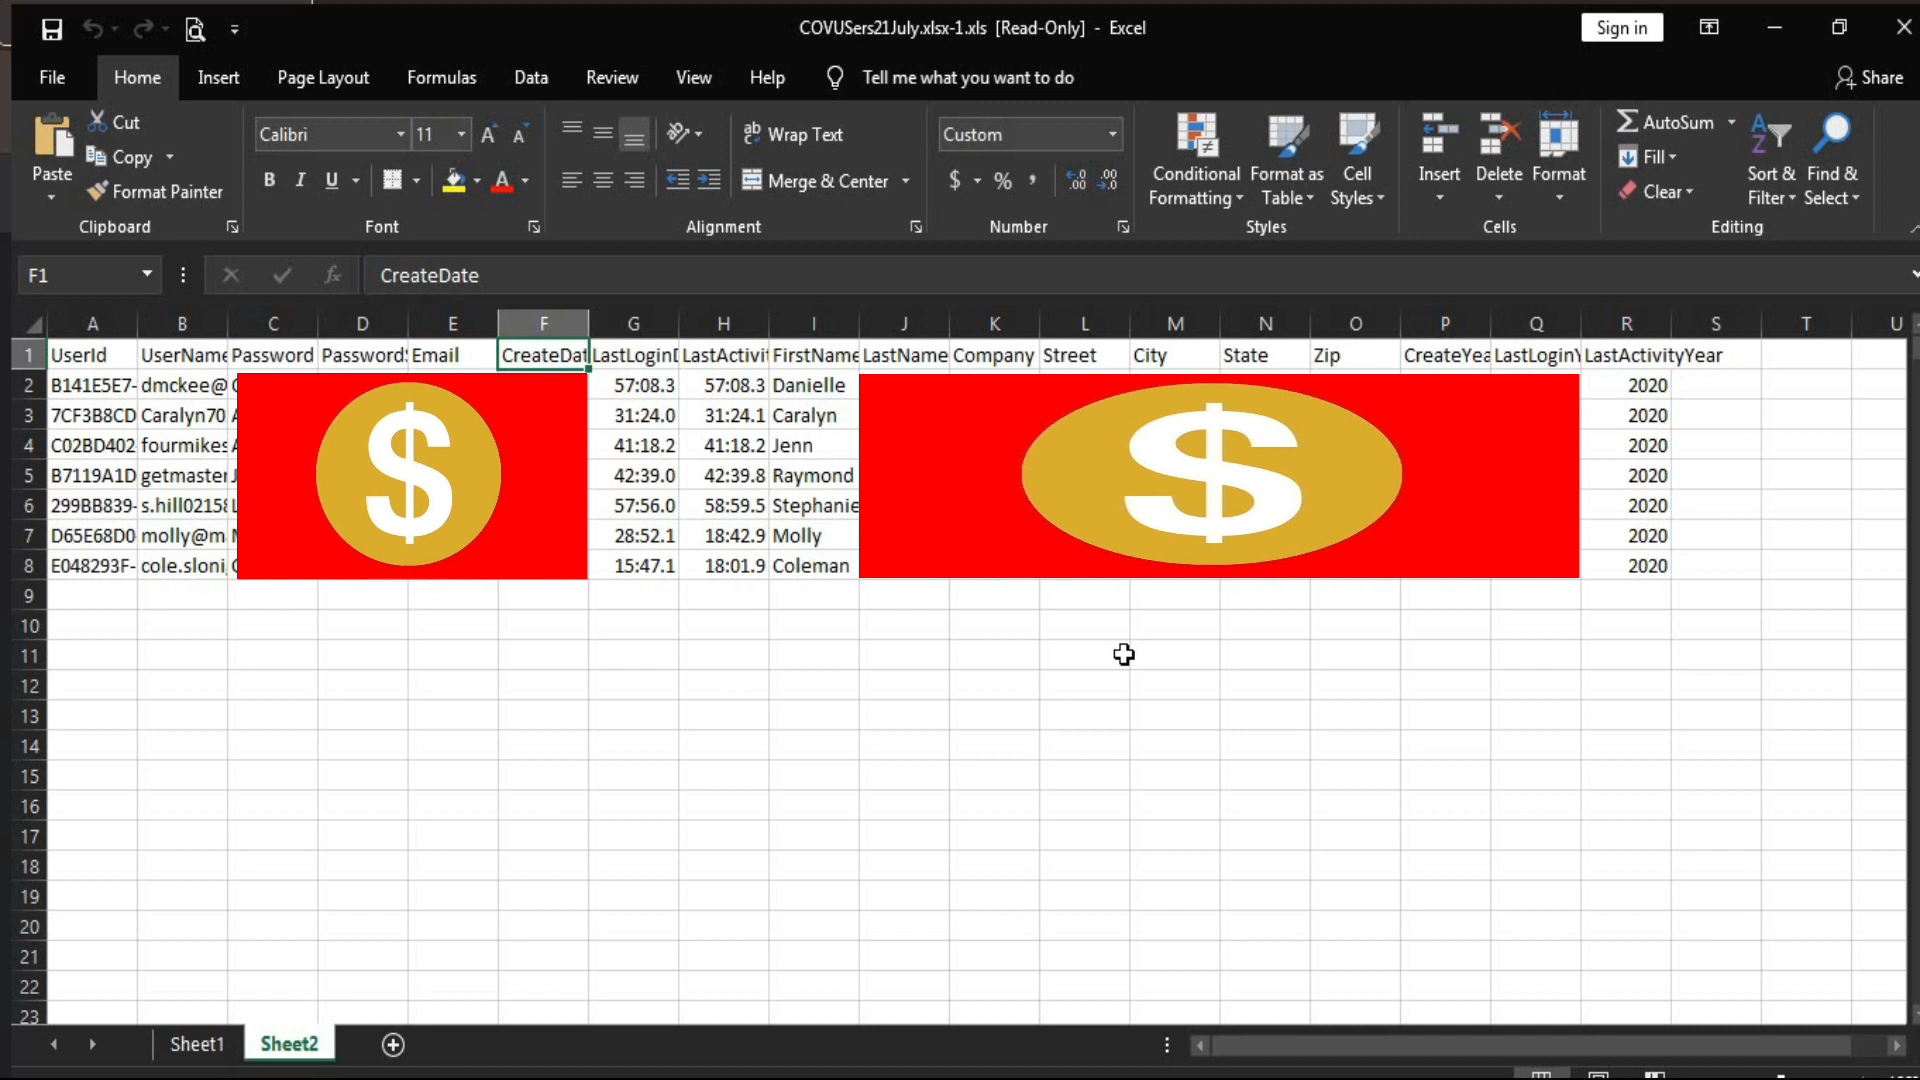 COVUSers21July.xlsx-1.xls [Read-Only] - Excel
Sign in
File Home Insert Page Layout Formulas Data Review View Help Tell me what you want to do Share
Paste Cut Copy Format Painter Clipboard
Calibri 11 A A B I U A Font
Wrap Text Merge & Center Alignment
Custom $ % , .00 .00 Number
Conditional Formatting Format as Table Cell Styles Styles
Insert Delete Format Cells
AutoSum Fill Clear Sort & Filter Find & Select Editing
F1 fx CreateDate
A B C D E F G H I J K L M N O P Q R S T U
1 UserId UserName Password Password Email CreateDat LastLogin LastActivi FirstName LastName Company Street City State Zip CreateYea LastLogin LastActivityYear
2 B141E5E7- dmckee@ 57:08.3 57:08.3 Danielle 2020
3 7CF3B8CD Caralyn70 31:24.0 31:24.1 Caralyn 2020
4 C02BD402- fourmikes 41:18.2 41:18.2 Jenn 2020
5 B7119A1D getmaster 42:39.0 42:39.8 Raymond 2020
6 299BB839- s.hill0215 57:56.0 58:59.5 Stephanie 2020
7 D65E68D0 molly@m 28:52.1 18:42.9 Molly 2020
8 E048293F- cole.sloni 15:47.1 18:01.9 Coleman 2020
$ $
9
10
11
12
13
14
15
16
17
18
19
20
21
22
23
Sheet1 Sheet2